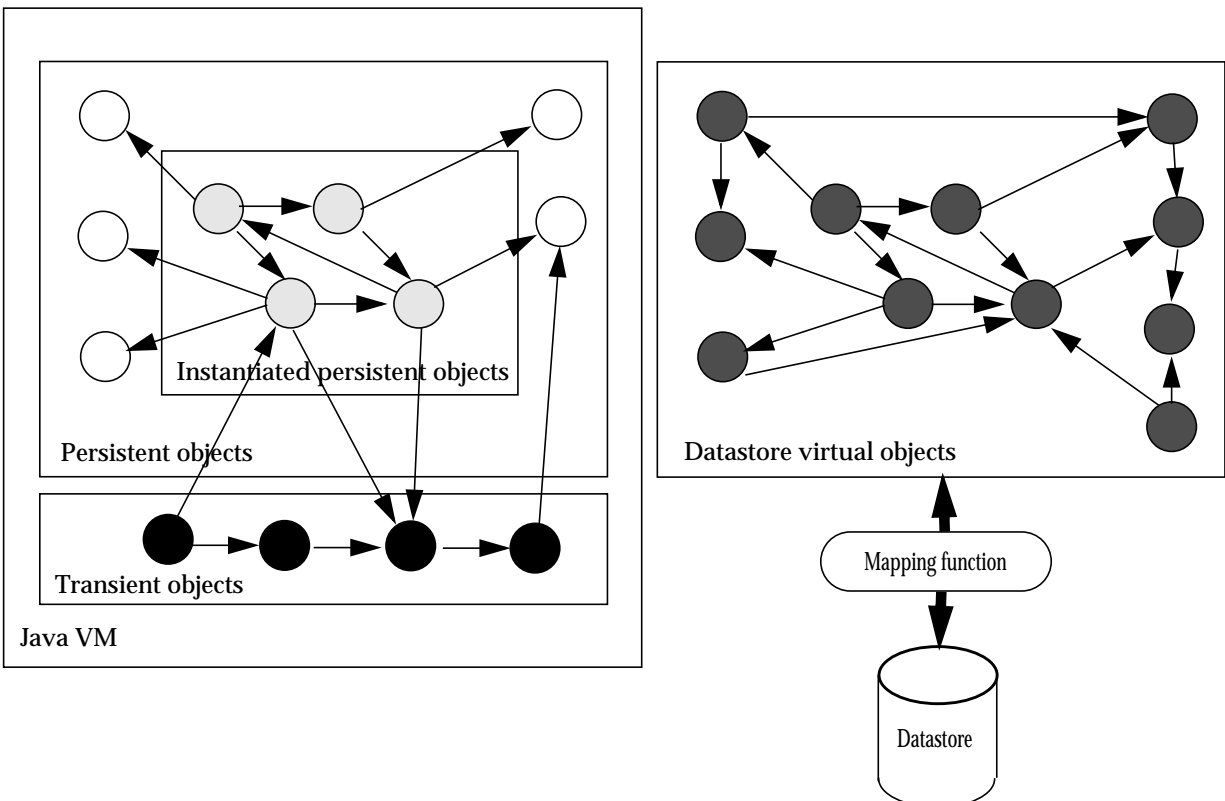 Instantiated persistent objects
Persistent objects
Transient objects
Java VM
Datastore virtual objects
Mapping function
Datastore